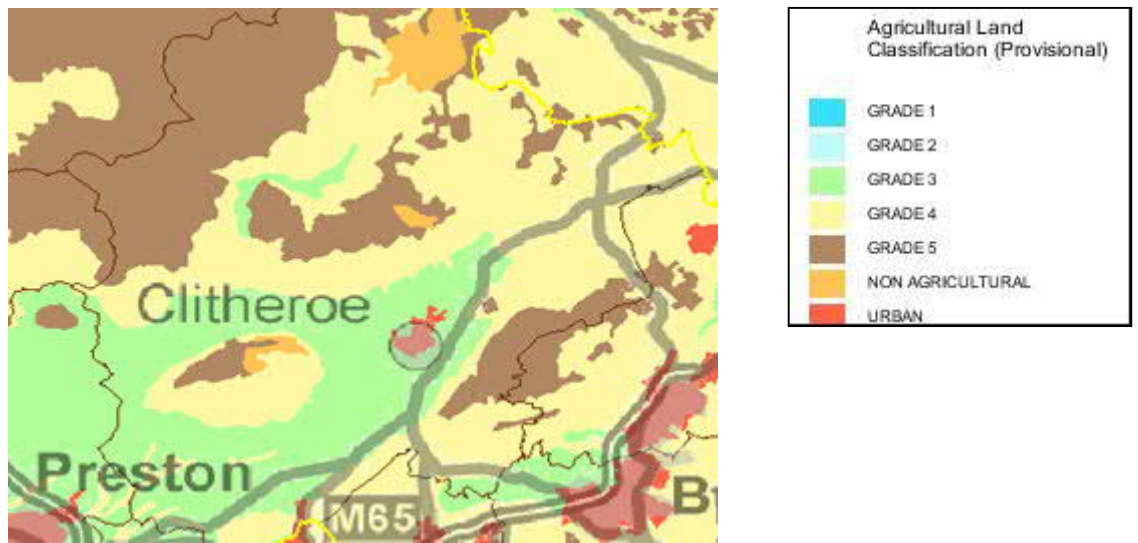 Clitheroe
Preston
M65
Agricultural Land
Classification (Provisional)
GRADE 1
GRADE 2
GRADE 3
GRADE 4
GRADE 5
NON AGRICULTURAL
URBAN